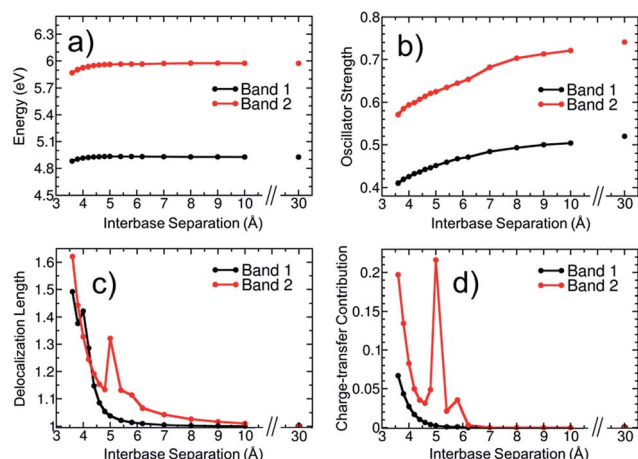 a)
6.3
6
5.7
5.4
5.1
4.8
4.5
Energy (eV)
Band 1
Band 2
3 4 5 6 7 8 9 10 // 30
Interbase Separation (Å)
b)
0.8
0.7
0.6
0.5
0.4
Oscillator Strength
Band 1
Band 2
3 4 5 6 7 8 9 10 // 30
Interbase Separation (Å)
c)
1.6
1.5
1.4
1.3
1.2
1.1
1
Delocalization Length
Band 1
Band 2
3 4 5 6 7 8 9 10 // 30
Interbase Separation (Å)
d)
0.2
0.15
0.1
0.05
0
Charge-transfer Contribution
Band 1
Band 2
3 4 5 6 7 8 9 10 // 30
Interbase Separation (Å)